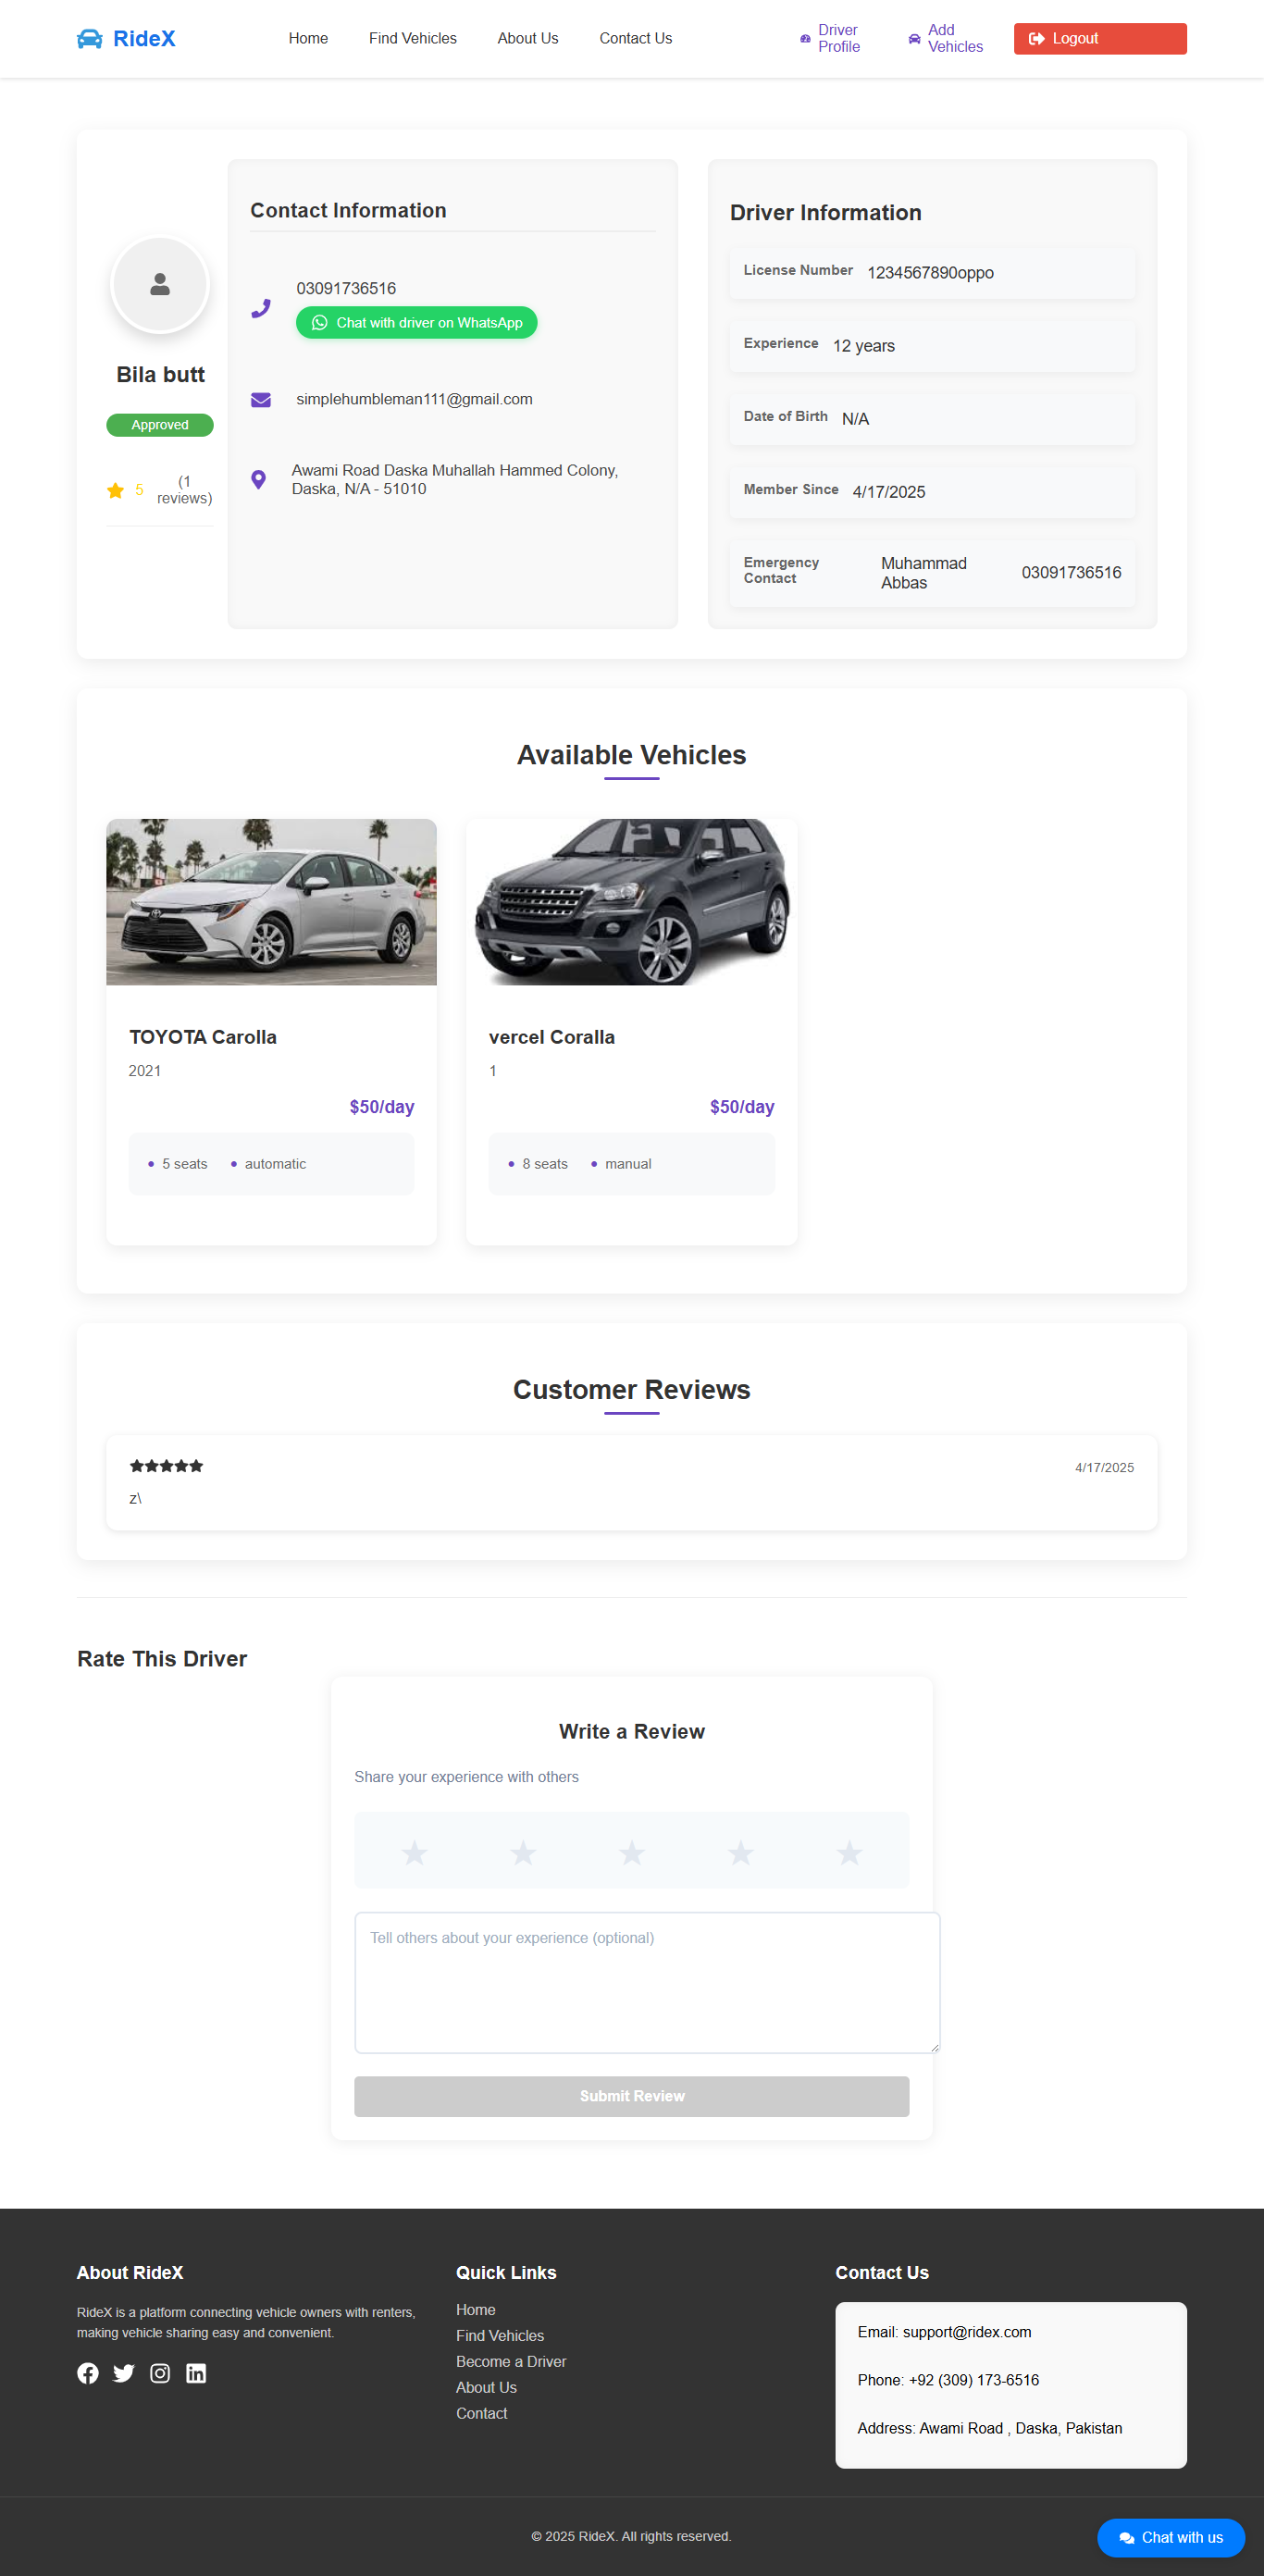 RideX
Home
Find Vehicles
About Us
Contact Us
Driver
Profile
Add
Vehicles
Logout
Bila butt
Approved
5
(1
reviews)
Contact Information
03091736516
Chat with driver on WhatsApp
simplehumbleman111@gmail.com
Awami Road Daska Muhallah Hammed Colony,
Daska, N/A - 51010
Driver Information
License Number 1234567890oppo
Experience 12 years
Date of Birth N/A
Member Since 4/17/2025
Emergency
Contact
Muhammad
Abbas
03091736516
Available Vehicles
TOYOTA Carolla
2021
$50/day
5 seats
automatic
vercel Coralla
1
$50/day
8 seats
manual
Customer Reviews
4/17/2025
z\
Rate This Driver
Write a Review
Share your experience with others
Tell others about your experience (optional)
Submit Review
About RideX
RideX is a platform connecting vehicle owners with renters,
making vehicle sharing easy and convenient.
Quick Links
Home
Find Vehicles
Become a Driver
About Us
Contact
Contact Us
Email: support@ridex.com
Phone: +92 (309) 173-6516
Address: Awami Road , Daska, Pakistan
© 2025 RideX. All rights reserved.
Chat with us